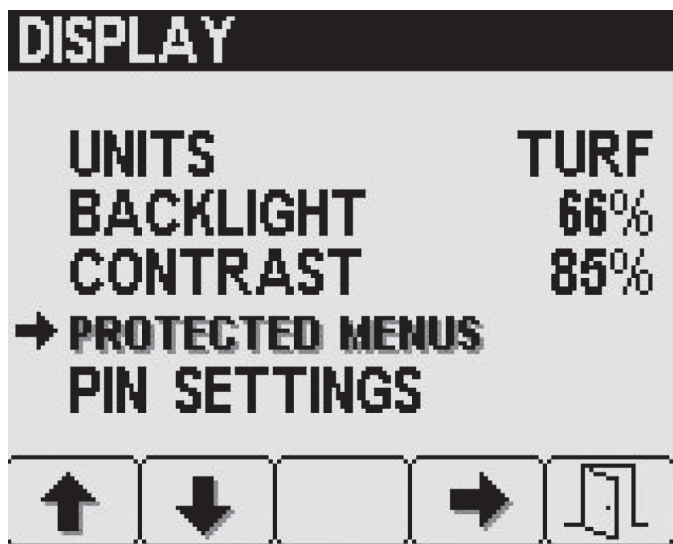 DISPLAY
UNITS TURF
BACKLIGHT 66%
CONTRAST 85%
PROTECTED MENUS
PIN SETTINGS